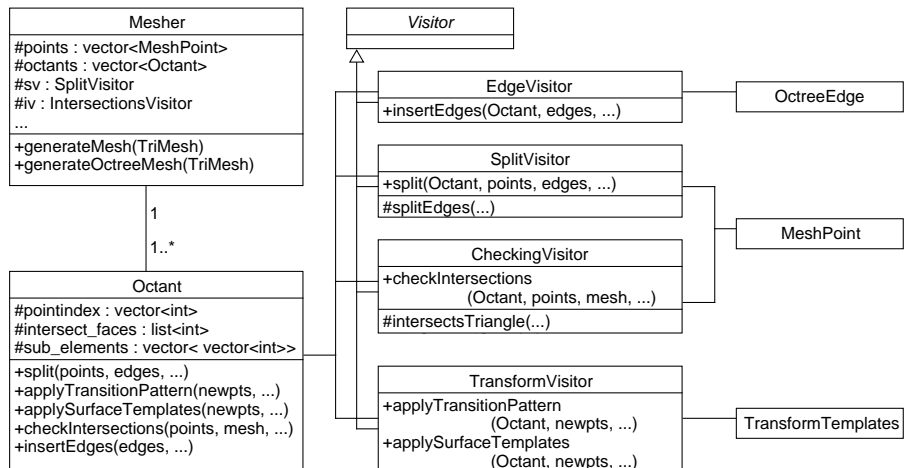 Mesher
#points : vector<MeshPoint>
#octants : vector<Octant>
#sv : SplitVisitor
#iv : IntersectionsVisitor
...
+generateMesh(TriMesh)
+generateOctreeMesh(TriMesh)
1
1..*
Octant
#pointindex : vector<int>
#intersect_faces : list<int>
#sub_elements : vector< vector<int>>
+split(points, edges, ...)
+applyTransitionPattern(newpts, ...)
+applySurfaceTemplates(newpts, ...)
+checkIntersections(points, mesh, ...)
+insertEdges(edges, ...)
Visitor
EdgeVisitor
+insertEdges(Octant, edges, ...)
SplitVisitor
+split(Octant, points, edges, ...)
#splitEdges(...)
CheckingVisitor
+checkIntersections
(Octant, points, mesh, ...)
#intersectsTriangle(...)
TransformVisitor
+applyTransitionPattern
(Octant, newpts, ...)
+applySurfaceTemplates
(Octant, newpts, ...)
OctreeEdge
MeshPoint
TransformTemplates